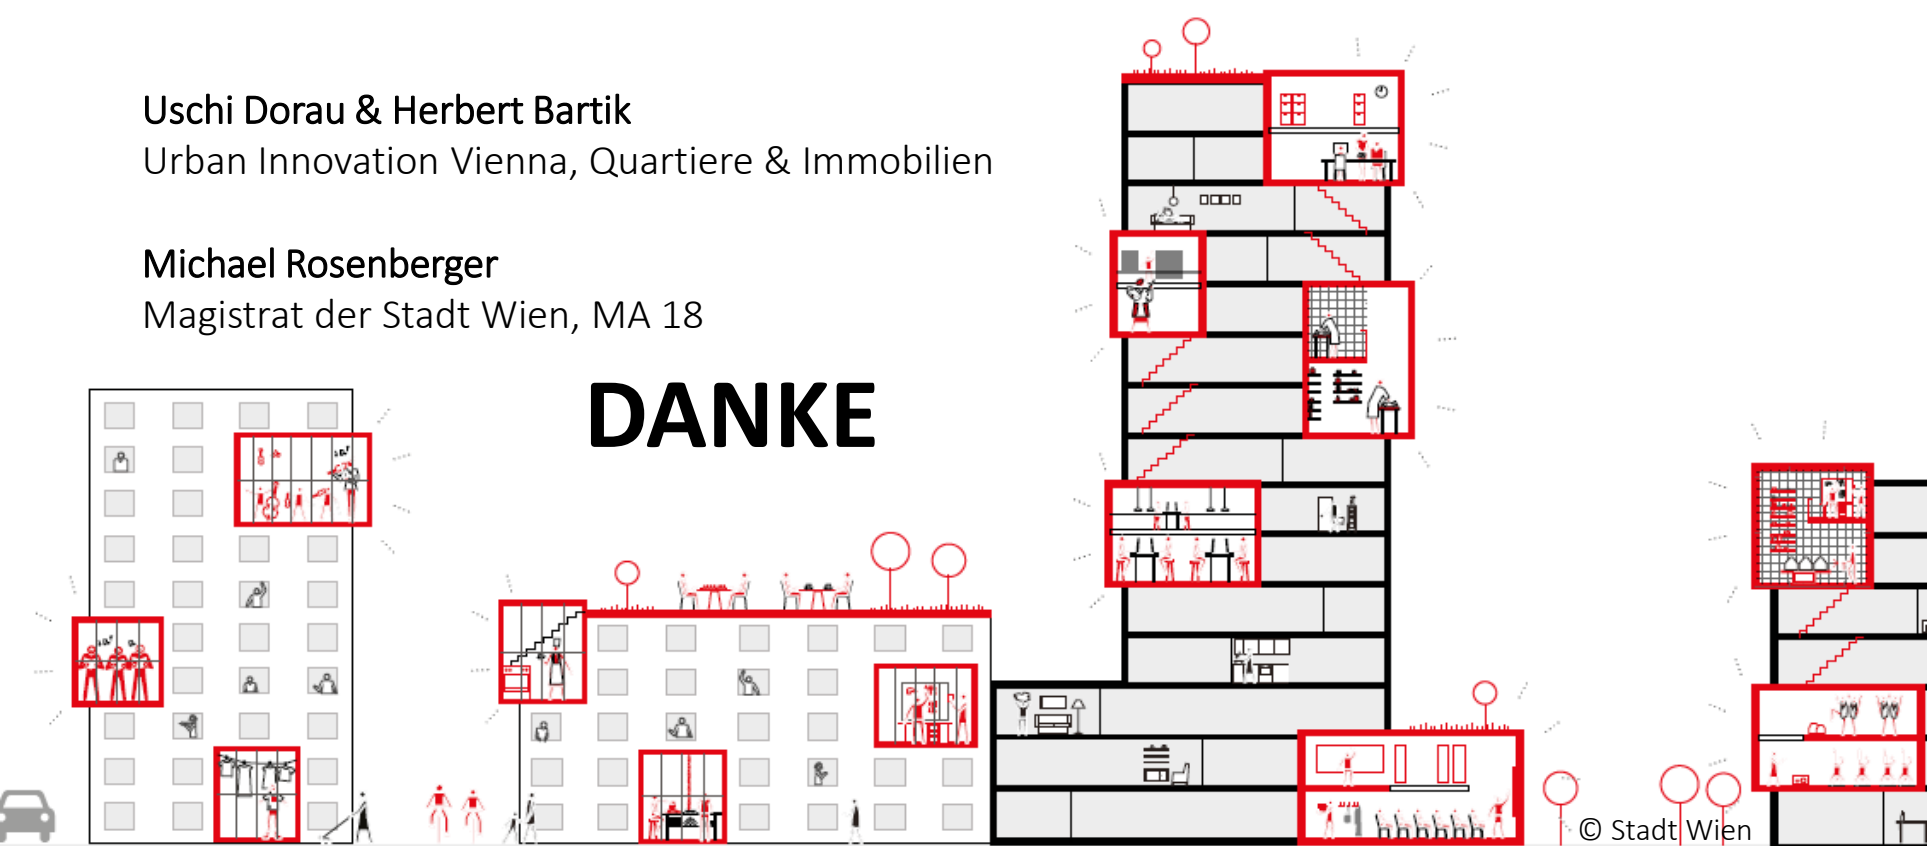 Uschi Dorau & Herbert Bartik
Urban Innovation Vienna, Quartiere & Immobilien
Michael Rosenberger
Magistrat der Stadt Wien, MA 18
DANKE
© Stadt Wien